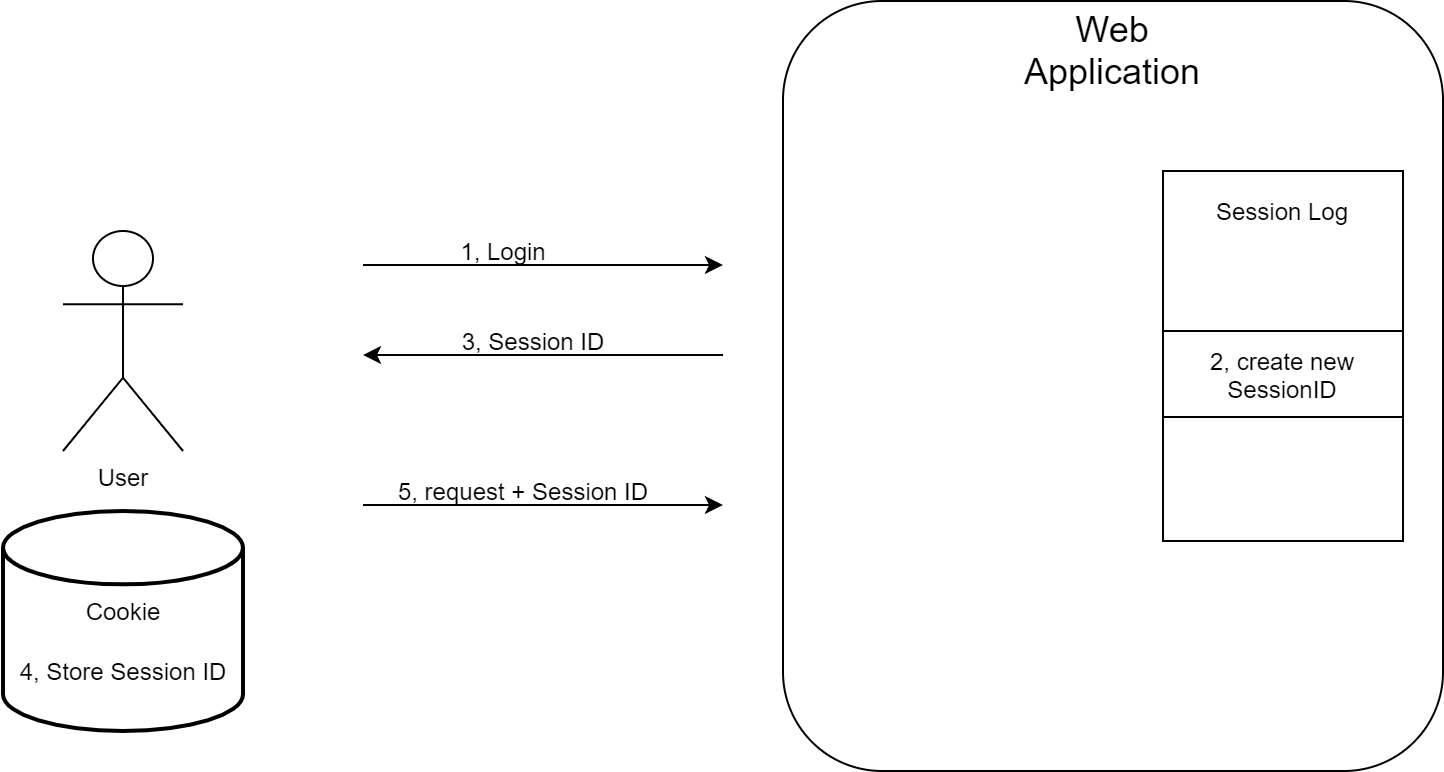 Web
Application
Session Log
1, Login
3, Session ID
2, create new
SessionID
User
5, request + Session ID
Cookie
4, Store Session ID